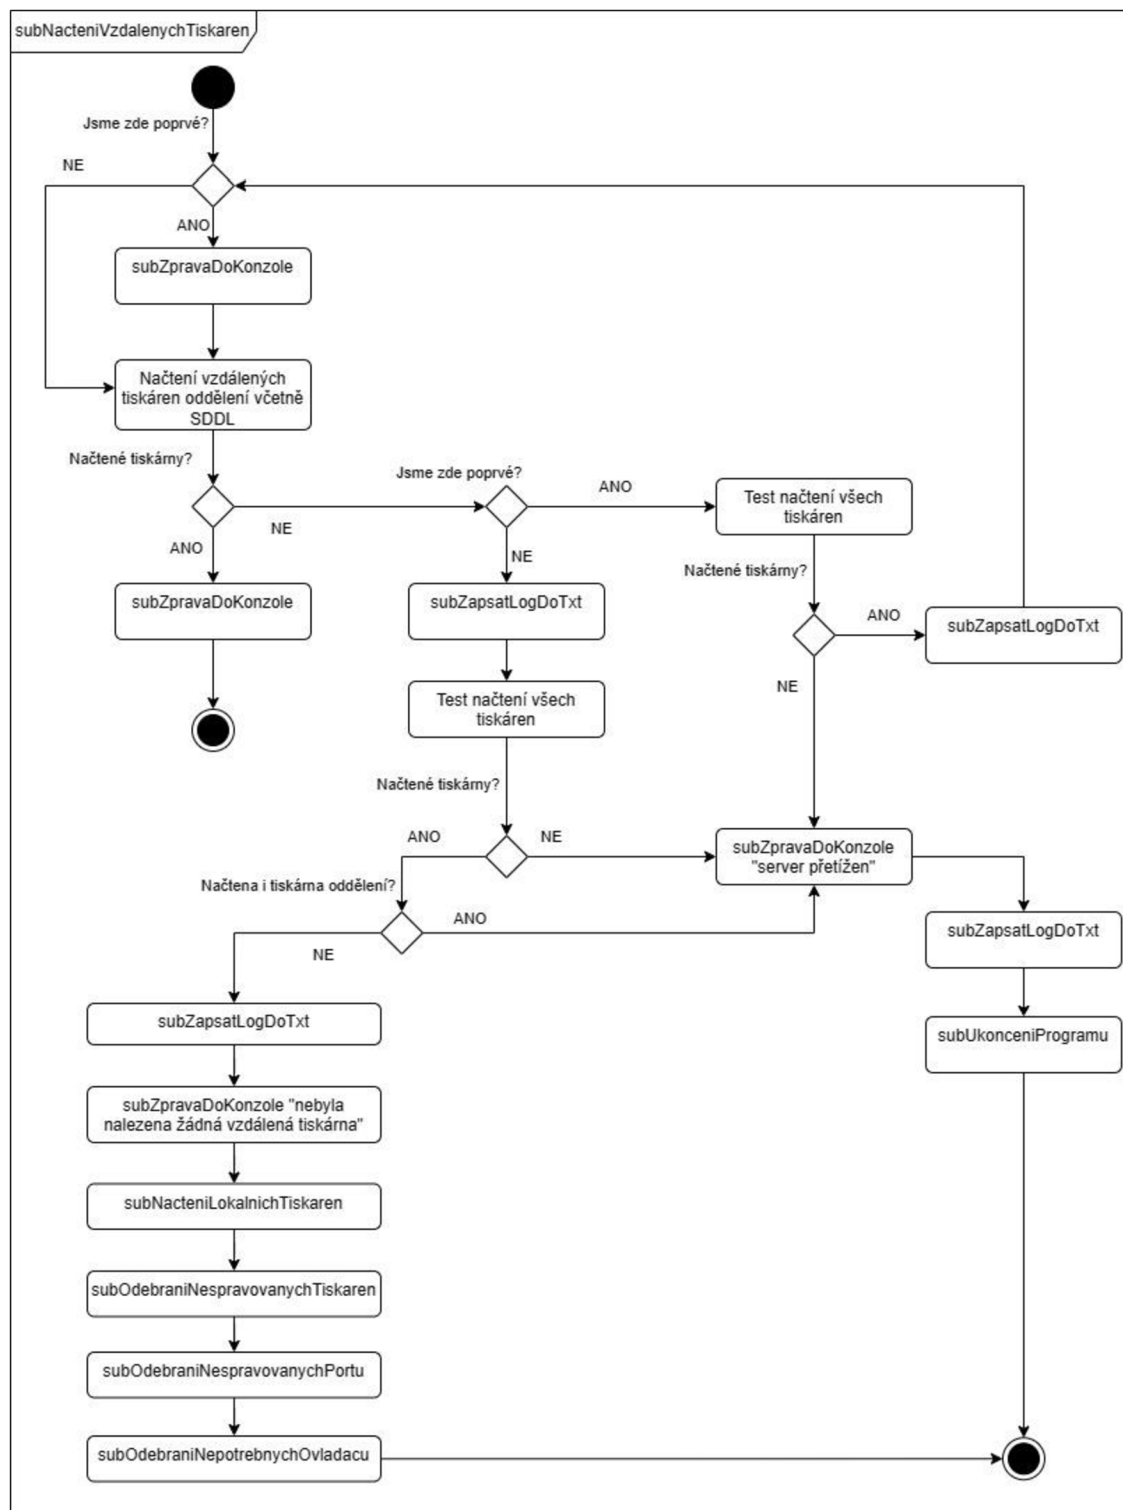 subNacteniVzdalenychTiskaren
Jsme zde poprvé?
NE
ANO
subZpravaDoKonzole
Načtení vzdálených
tiskáren oddělení včetně
SDDL
Načtené tiskárny?
Jsme zde poprvé?
ANO
Test načtení všech
tiskáren
NE
ANO
NE
Načtené tiskárny?
subZpravaDoKonzole
subZapsatLogDoTxt
ANO
subZapsatLogDoTxt
NE
Test načtení všech
tiskáren
Načtené tiskárny?
ANO
NE
subZpravaDoKonzole
"server přetížen"
Načtena i tiskárna oddělení?
ANO
NE
subZapsatLogDoTxt
subZapsatLogDoTxt
subUkonceniProgramu
subZpravaDoKonzole "nebyla
nalezena žádná vzdálená tiskárna"
subNacteniLokalnichTiskaren
subOdebraniNespravovanychTiskaren
subOdebraniNespravovanychPortu
subOdebraniNepotrebnychOvladacu